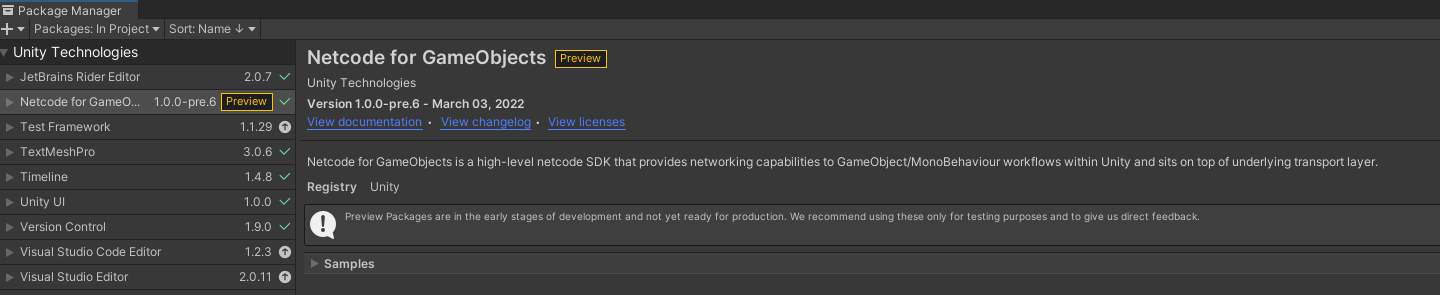 Package Manager
Packages: In Project Sort: Name ↓
Unity Technologies
JetBrains Rider Editor 2.0.7
Netcode for GameO... 1.0.0-pre.6 Preview
Test Framework 1.1.29
TextMeshPro 3.0.6
Timeline 1.4.8
Unity UI 1.0.0
Version Control 1.9.0
Visual Studio Code Editor 1.2.3
Visual Studio Editor 2.0.11
Netcode for GameObjects Preview
Unity Technologies
Version 1.0.0-pre.6 - March 03, 2022
View documentation • View changelog • View licenses
Netcode for GameObjects is a high-level netcode SDK that provides networking capabilities to GameObject/MonoBehaviour workflows within Unity and sits on top of underlying transport layer.
Registry Unity
Preview Packages are in the early stages of development and not yet ready for production. We recommend using these only for testing purposes and to give us direct feedback.
Samples